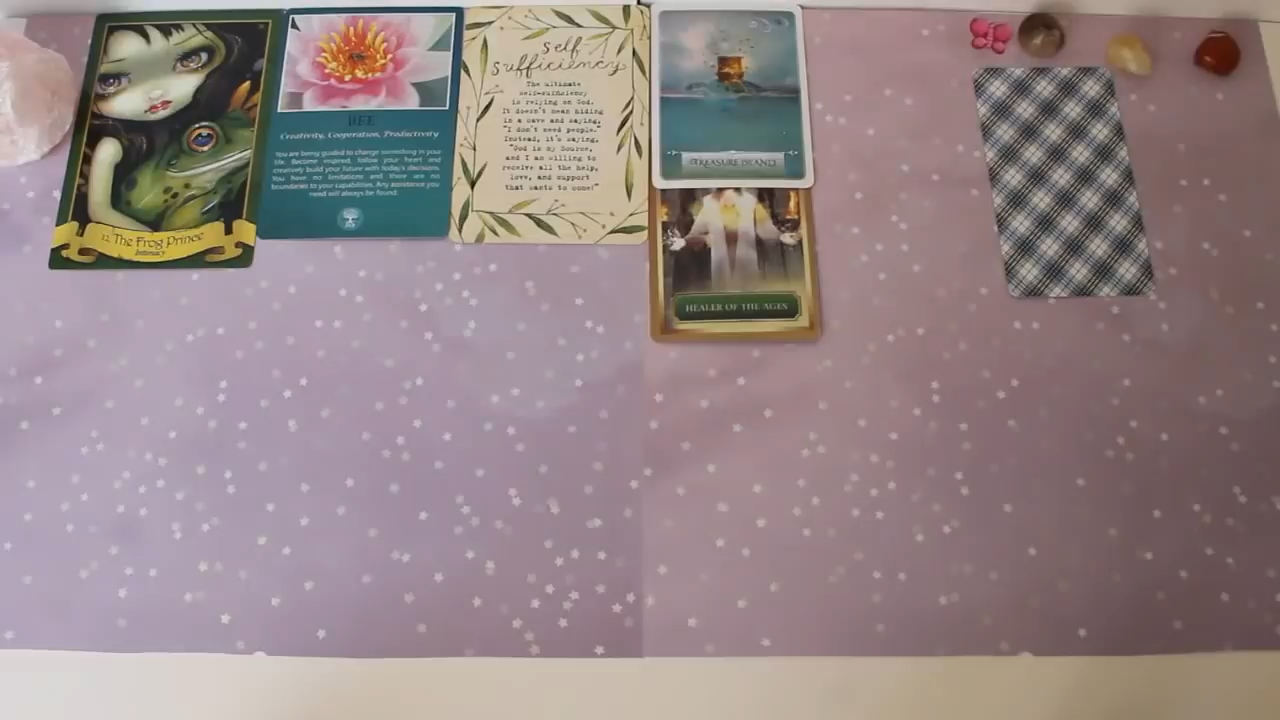 12. The Frog Prince
Intimacy
BEE
Creativity, Cooperation, Productivity
You are being guided to change something in your
life. Become inspired, follow your heart and
creatively build your future with today's decisions.
You have no limitations and there are no
boundaries to your capabilities. Any assistance you
need will always be found.
Self
Sufficiency
The ultimate
self-sufficiency
is relying on God.
It doesn't mean hiding
in a cave and saying,
"I don't need people."
Instead, it's saying,
"God is my Source,
and I am willing to
receive all the help,
love, and support
that wants to come!"
TREASURE ISLAND
HEALER OF THE AGES